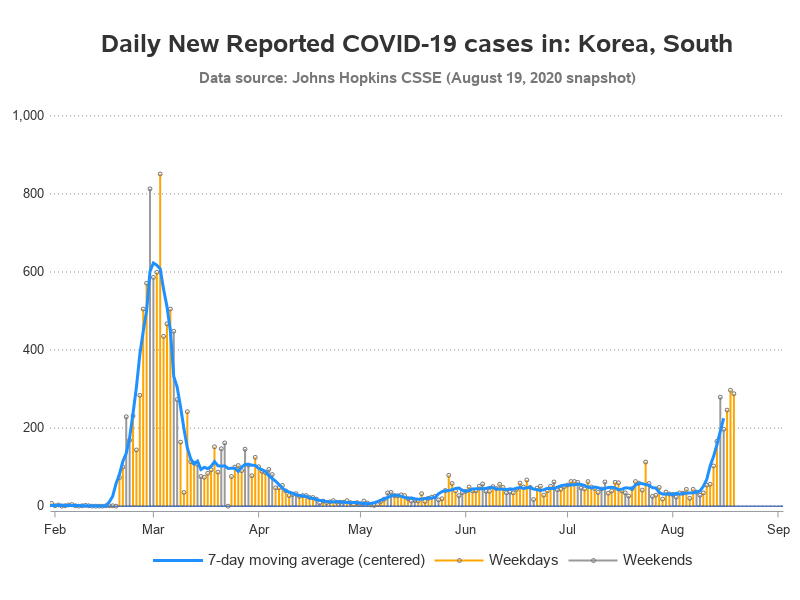 Daily New Reported COVID-19 cases in: Korea, South
Data source: Johns Hopkins CSSE (August 19, 2020 snapshot)
1,000
800
600
400
200
0
Feb Mar Apr May Jun Jul Aug Sep
7-day moving average (centered) Weekdays Weekends